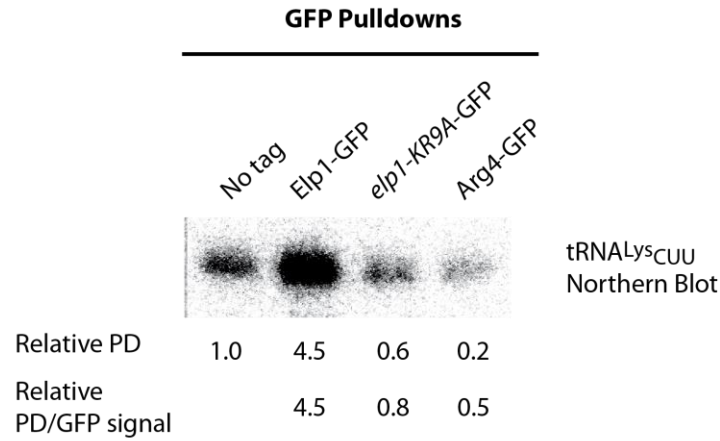 GFP Pulldowns
No tag
Elp1-GFP
elp1-KR9A-GFP
Arg4-GFP
tRNALysCUU
Northern Blot
Relative PD 1.0 4.5 0.6 0.2
Relative
PD/GFP signal 4.5 0.8 0.5